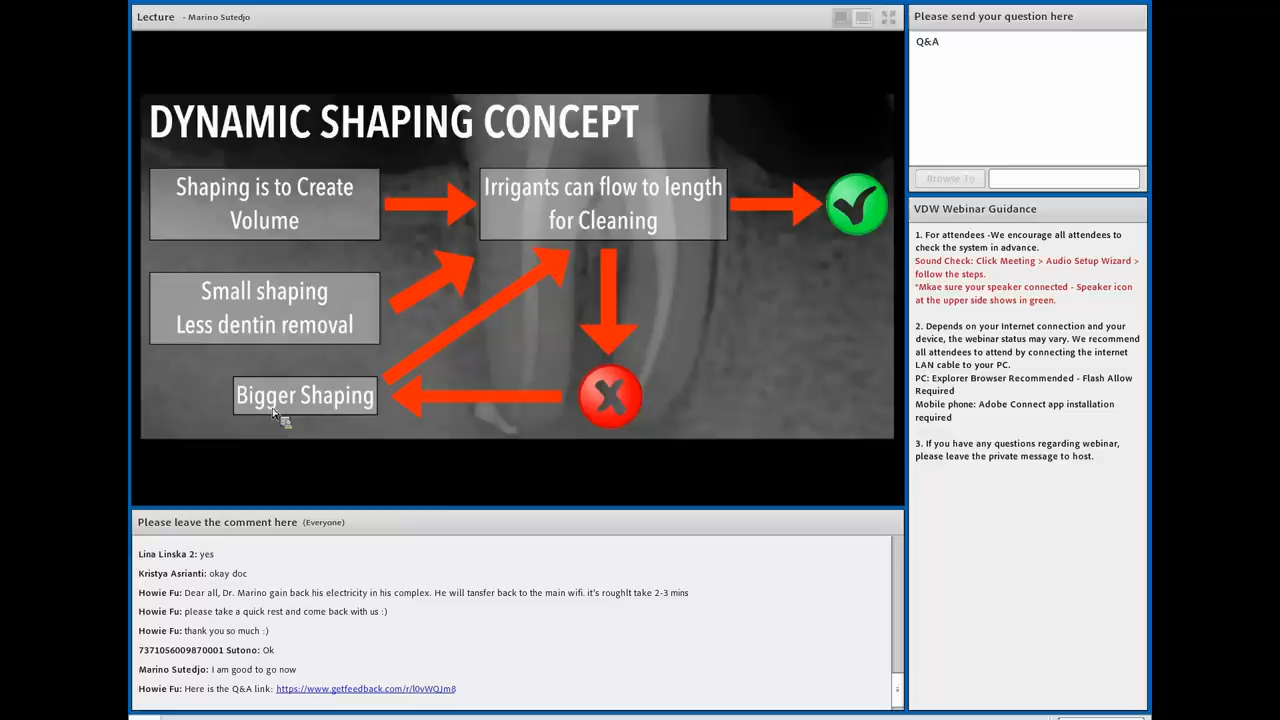 Lecture - Marino Sutedjo
DYNAMIC SHAPING CONCEPT
Shaping is to Create
Volume
Irrigants can flow to length
for Cleaning
Small shaping
Less dentin removal
Bigger Shaping
X
Please leave the comment here (Everyone)
Lina Linska 2: yes
Kristya Asrianti: okay doc
Howie Fu: Dear all, Dr. Marino gain back his electricity in his complex. He will tansfer back to the main wifi. it's roughlt take 2-3 mins
Howie Fu: please take a quick rest and come back with us :)
Howie Fu: thank you so much :)
7371056009870001 Sutono: Ok
Marino Sutedjo: I am good to go now
Howie Fu: Here is the Q&A link: https://www.getfeedback.com/r/l0vWQJm8
Please send your question here
Q&A
Browse To
VDW Webinar Guidance
1. For attendees -We encourage all attendees to
check the system in advance.
Sound Check: Click Meeting > Audio Setup Wizard >
follow the steps.
*Mkae sure your speaker connected - Speaker icon
at the upper side shows in green.
2. Depends on your Internet connection and your
device, the webinar status may vary. We recommend
all attendees to attend by connecting the internet
LAN cable to your PC.
PC: Explorer Browser Recommended - Flash Allow
Required
Mobile phone: Adobe Connect app installation
required
3. If you have any questions regarding webinar,
please leave the private message to host.